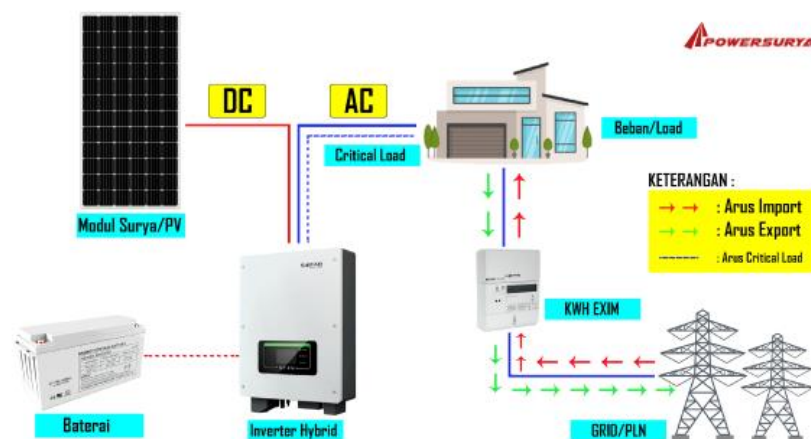 POWERSURYA
DC
AC
Critical Load
Beban/Load
Modul Surya/PV
KETERANGAN :
: Arus Import
: Arus Export
: Arus Critical Load
KWH EXIM
Baterai
Inverter Hybrid
GRID/PLN